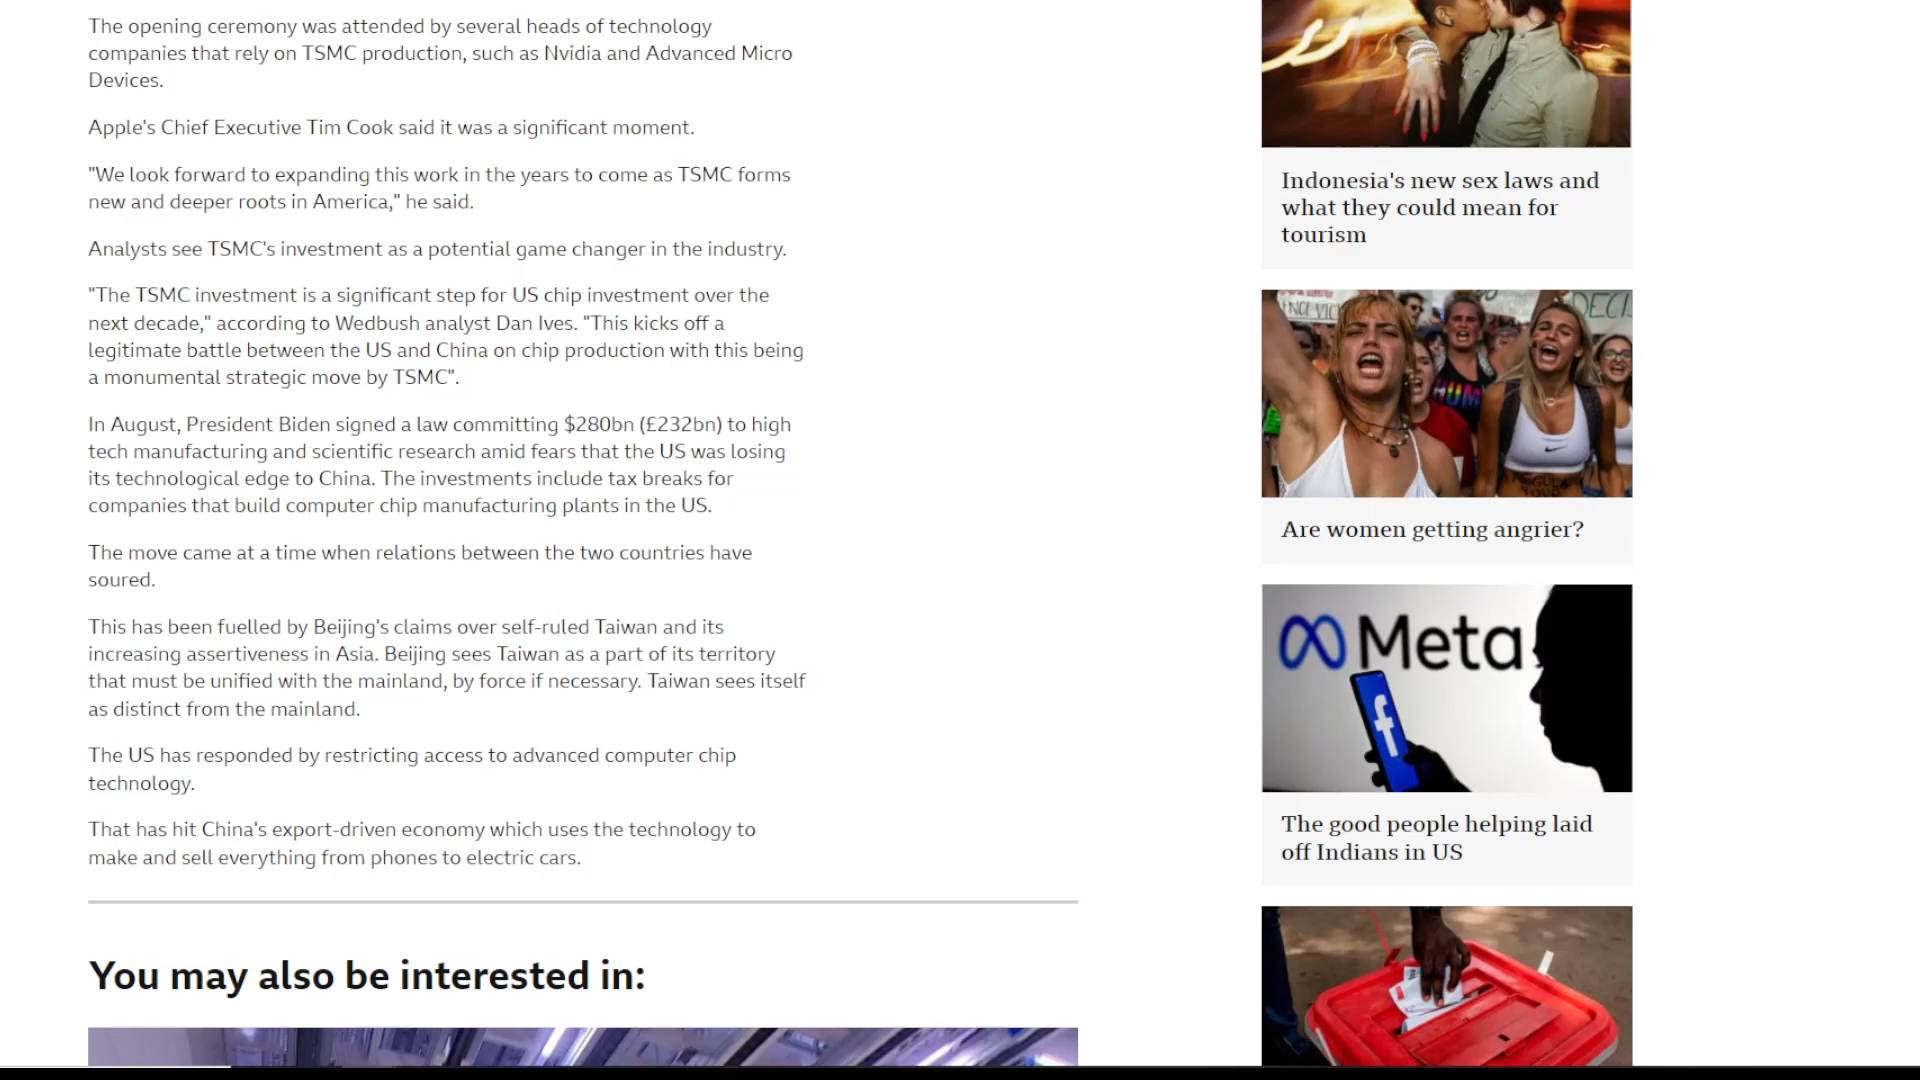 The opening ceremony was attended by several heads of technology
companies that rely on TSMC production, such as Nvidia and Advanced Micro
Devices.
Apple's Chief Executive Tim Cook said it was a significant moment.
"We look forward to expanding this work in the years to come as TSMC forms
new and deeper roots in America," he said.
Analysts see TSMC's investment as a potential game changer in the industry.
"The TSMC investment is a significant step for US chip investment over the
next decade," according to Wedbush analyst Dan Ives. "This kicks off a
legitimate battle between the US and China on chip production with this being
a monumental strategic move by TSMC".
In August, President Biden signed a law committing $280bn (£232bn) to high
tech manufacturing and scientific research amid fears that the US was losing
its technological edge to China. The investments include tax breaks for
companies that build computer chip manufacturing plants in the US.
The move came at a time when relations between the two countries have
soured.
This has been fuelled by Beijing's claims over self-ruled Taiwan and its
increasing assertiveness in Asia. Beijing sees Taiwan as a part of its territory
that must be unified with the mainland, by force if necessary. Taiwan sees itself
as distinct from the mainland.
The US has responded by restricting access to advanced computer chip
technology.
That has hit China's export-driven economy which uses the technology to
make and sell everything from phones to electric cars.
You may also be interested in:
Indonesia's new sex laws and
what they could mean for
tourism
DECI
HUM
Are women getting angrier?
Meta
f
The good people helping laid
off Indians in US